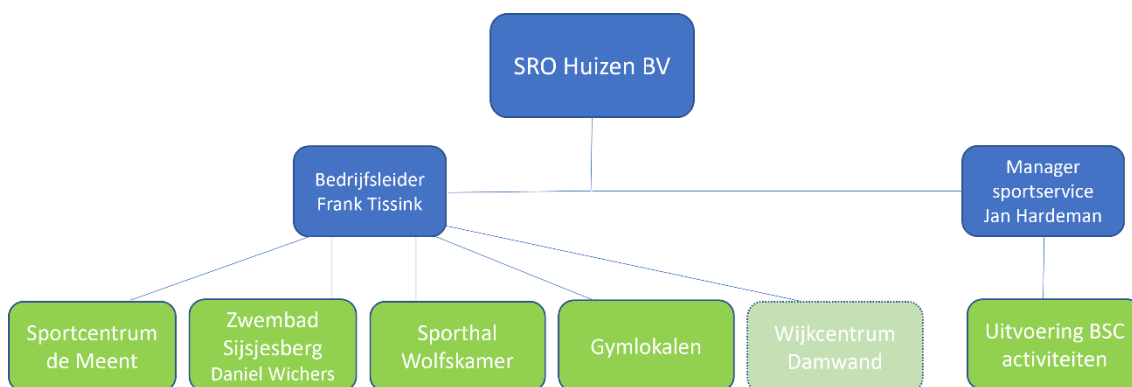 SRO Huizen BV
Bedrijfsleider
Frank Tissink
Manager
sportservice
Jan Hardeman
Sportcentrum
de Meent
Zwembad
Sijsjesberg
Daniel Wichers
Sporthal
Wolfskamer
Gymlokalen
Wijkcentrum
Damwand
Uitvoering BSC
activiteiten